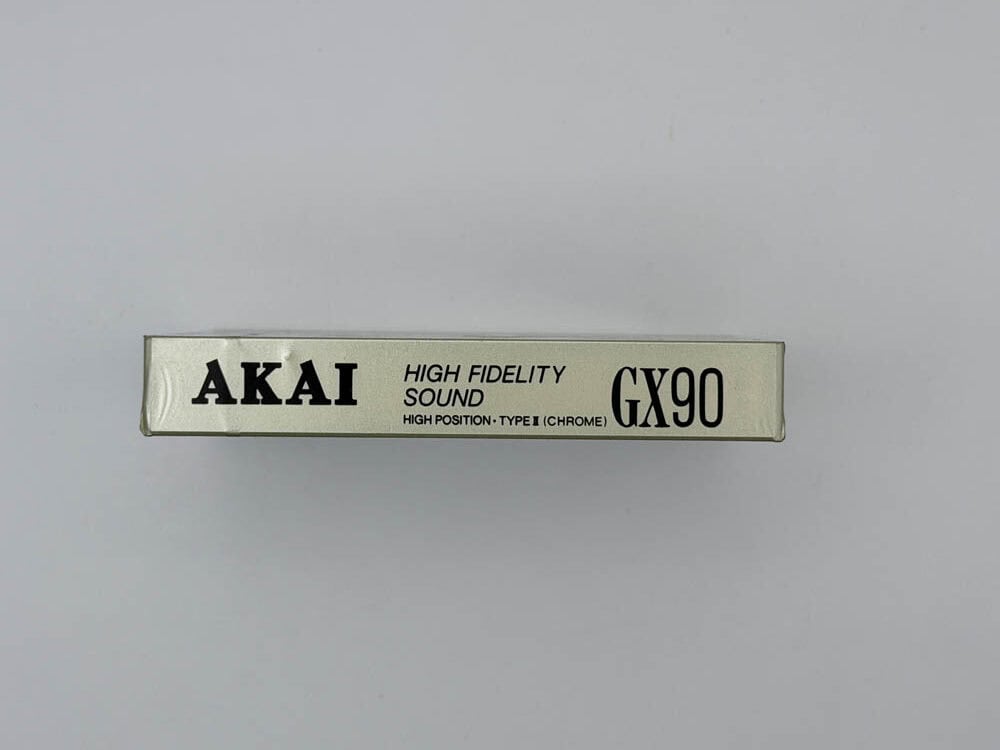 AKAI
HIGH FIDELITY
SOUND
HIGH POSITION · TYPE II (CHROME)
GX90